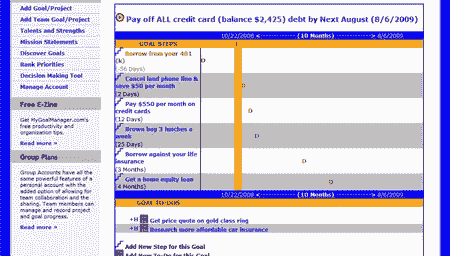 Add Goal/Project
Add Team Goal/Project
Talents and Strengths
Mission Statements
Discover Goals
Rank Priorities
Decision Making Tool
Manage Account
Free E-Zine
Get MyGoalManager.com's
free productivity and
organization tips.
Read more »
Group Plans
Group Accounts have all the
same powerful features of a
personal account with the
added option of allowing for
team collaboration and the
sharing. Team Members can
manage and record project
and goal progress.
Read more »
Pay off ALL credit card (balance $2,425) debt by Next August (8/6/2009)
10/22/2008 < (10 Months) > 8/6/2009
GOAL STEPS
Borrow from your 401
(k)
(-56 Days)
Cancel land phone line &
save $50 per month
(2 Days)
Pay $550 per month on
credit cards
(12 Days)
Brown bag 3 lunches a
week
(25 Days)
Borrow against your life
insurance
(3 Months)
Get a home equity loan
(4 Months)
10/22/2008 < (10 Months) > 8/6/2009
+H Get price quote on gold class ring
+H Research more affordable car insurance
Add New Step for this Goal
Add New To-Do for this Goal